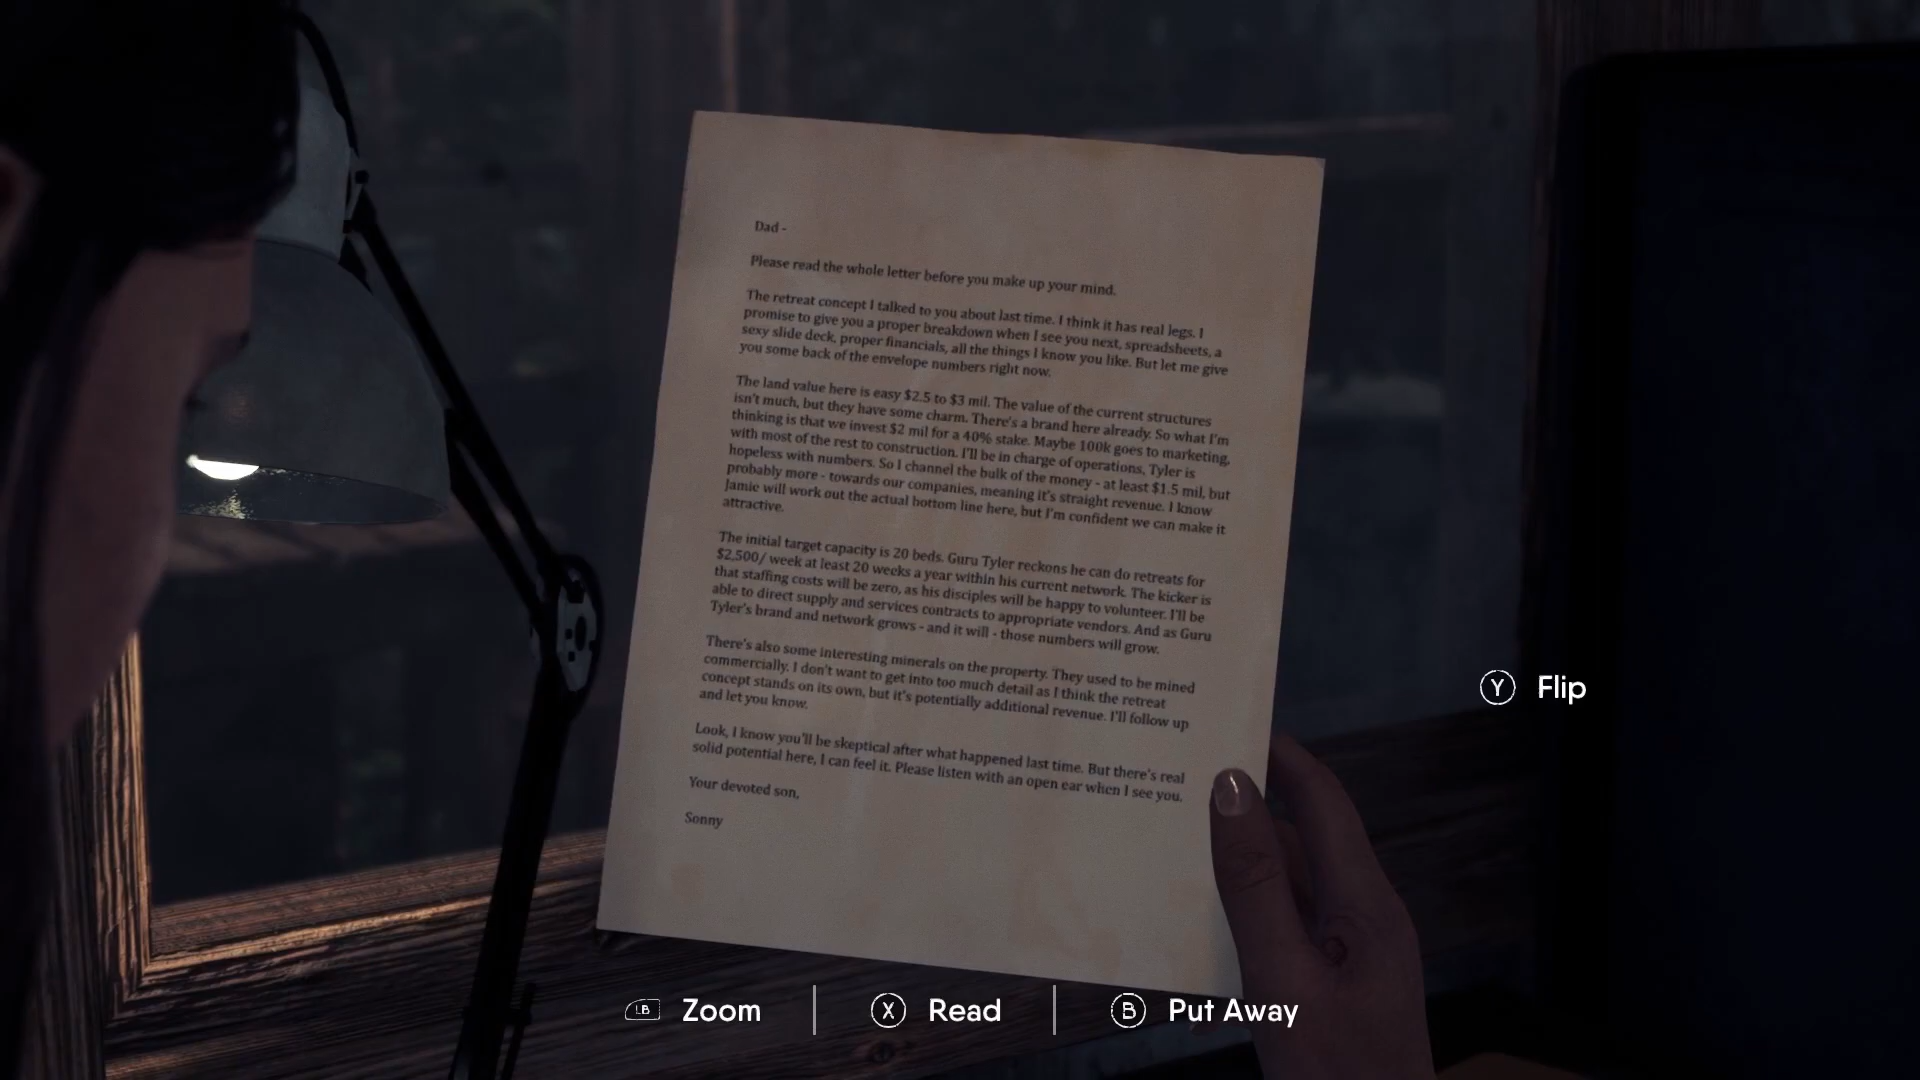 Dad -
Please read the whole letter before you make up your mind.
The retreat concept I talked to you about last time. I think it has real legs. I
promise to give you a proper breakdown when I see you next, spreadsheets, a
sexy slide deck, proper financials, all the things I know you like. But let me give
you some back of the envelope numbers right now.
The land value here is easy $2.5 to $3 mil. The value of the current structures
isn't much, but they have some charm. There's a brand here already. So what I'm
thinking is that we invest $2 mil for a 40% stake. Maybe 100k goes to marketing,
with most of the rest to construction. I'll be in charge of operations, Tyler is
hopeless with numbers. So I channel the bulk of the money - at least $1.5 mil, but
probably more - towards our companies, meaning it's straight revenue. I know
Jamie will work out the actual bottom line here, but I'm confident we can make it
attractive.
The initial target capacity is 20 beds. Guru Tyler reckons he can do retreats for
$2,500/ week at least 20 weeks a year within his current network. The kicker is
that staffing costs will be zero, as his disciples will be happy to volunteer. I'll be
able to direct supply and services contracts to appropriate vendors. And as Guru
Tyler's brand and network grows - and it will - those numbers will grow.
There's also some interesting minerals on the property. They used to be mined
commercially. I don't want to get into too much detail as I think the retreat
concept stands on its own, but it's potentially additional revenue. I'll follow up
and let you know.
Look, I know you'll be skeptical after what happened last time. But there's real
solid potential here, I can feel it. Please listen with an open ear when I see you.
Your devoted son,
Sonny
Y Flip
LB Zoom
X Read
B Put Away